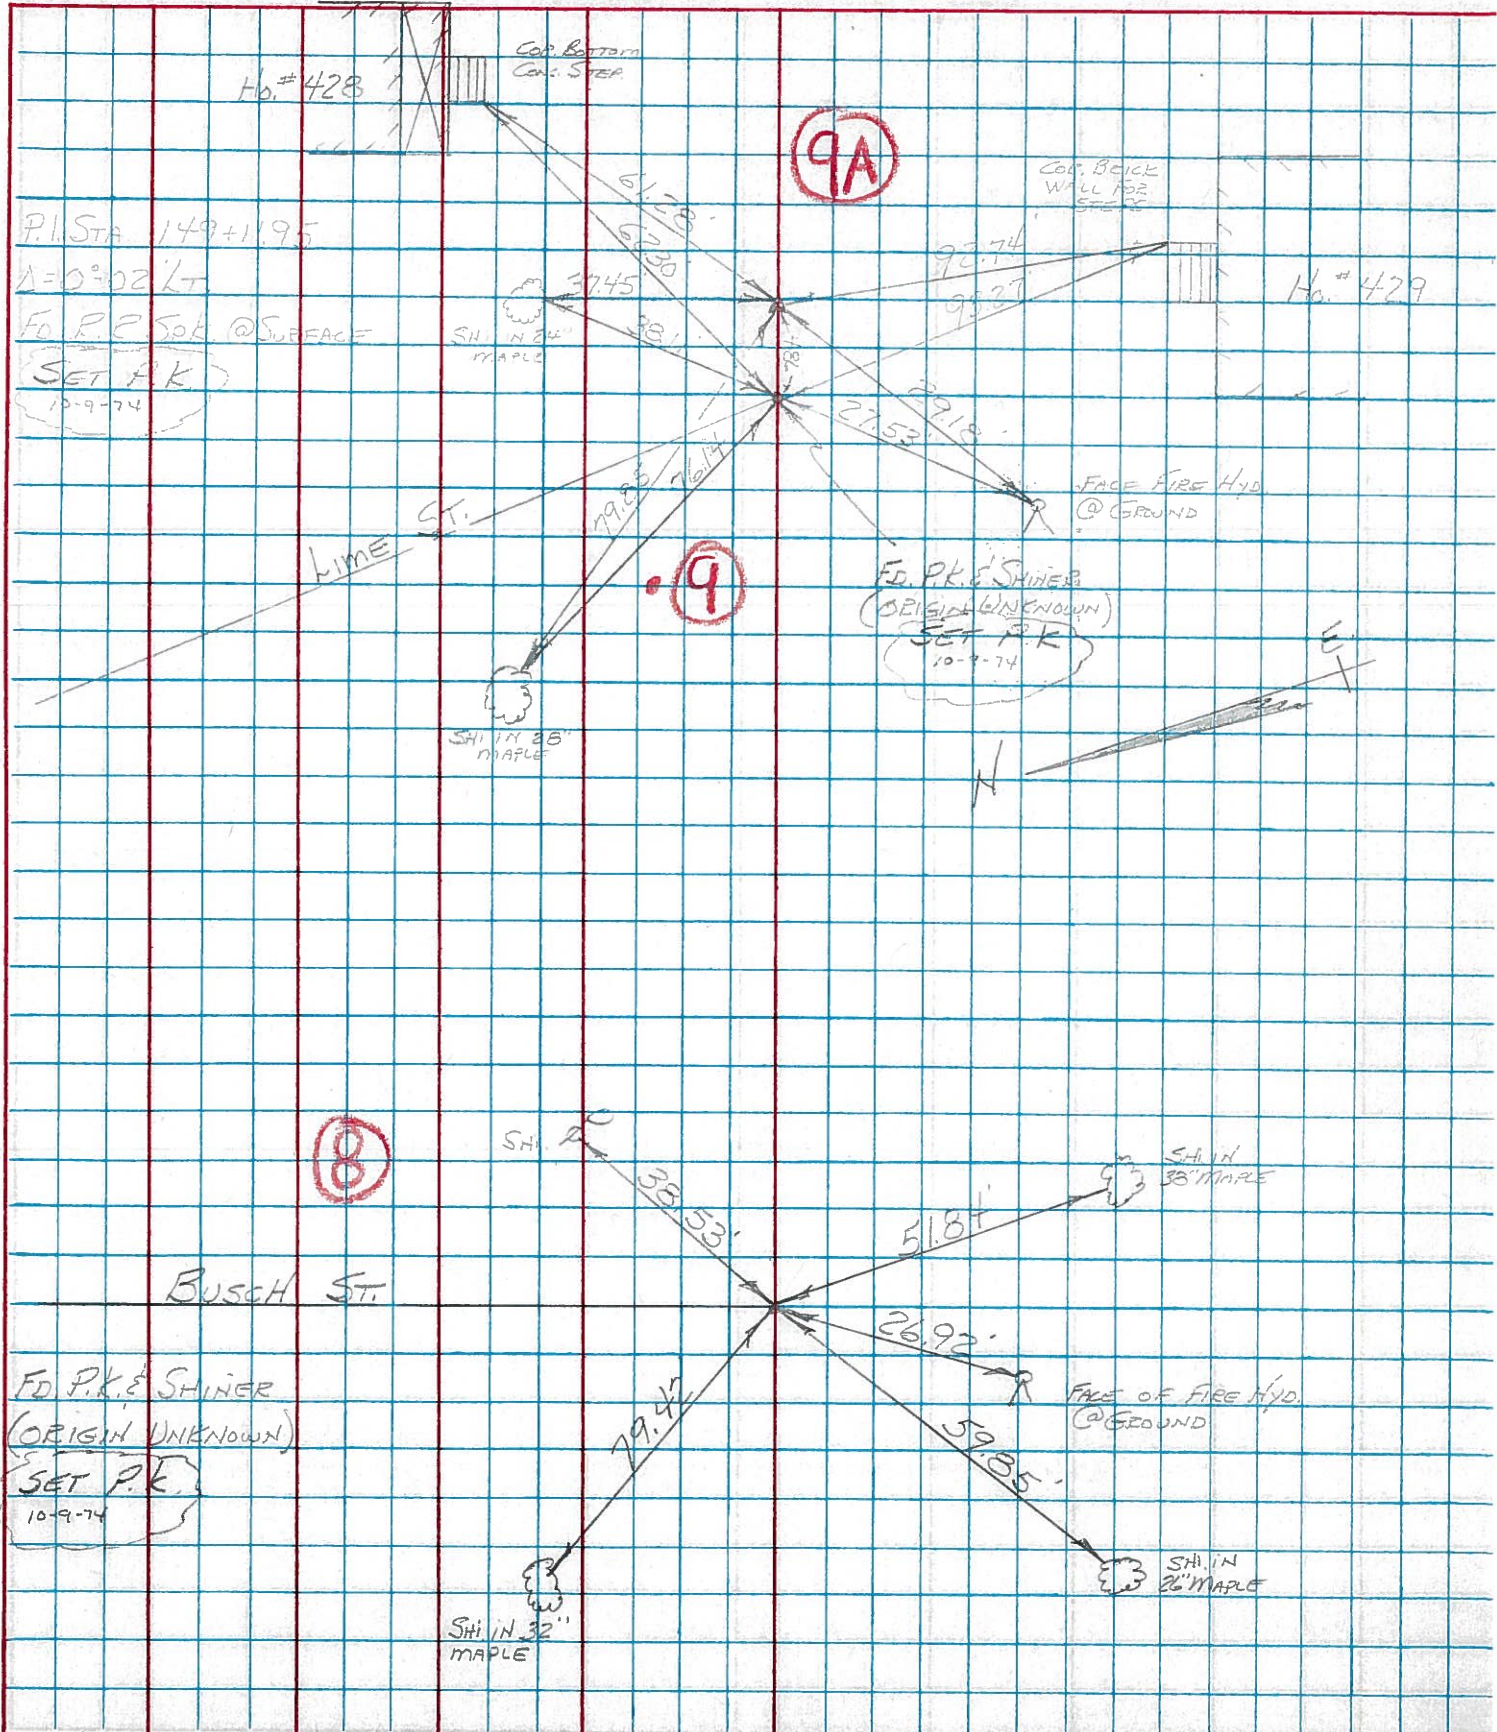 Ho.# 428
Cor. Bottom
Conc. Step
9A
Cor. Brick
Wall For
Steps
P.I. Sta 149+11.95
Δ=0°02' Lt.
Fd. R.R. Spk. @ Surface
Set P.K.
10-9-74
61.28'
62.30'
37.45
38.1
Shi. in 24"
Maple
92.74
93.27
Ho.# 429
.78'
29.18'
27.53'
Face Fire Hyd.
@ Ground
79.85'
76.14
Lime St.
9
Fd. P.K. & Shiner
(Origin Unknown)
Set P.K
10-9-74
Shi. in 28"
Maple
E.
N
8
Shi.
38.53'
51.84'
Shi. in
Maple
Busch St.
26.92'
Fd. P.K. & Shiner
(Origin Unknown)
Set P.K.
10-9-74
79.47
59.85'
Face of Fire Hyd.
@ Ground
Shi. in 32"
Maple
Shi. in
26" Maple